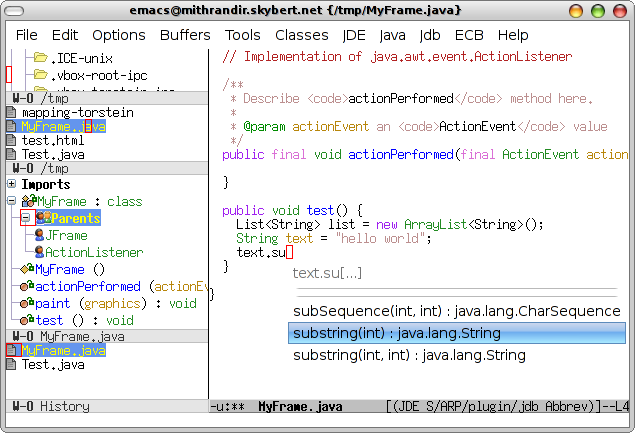 emacs@mithrandir.skybert.net {/tmp/MyFrame.java}
File Edit Options Buffers Tools Strings Classes JDE Java Jdb ECB Help
.ICE-unix
.vbox-root-ipc
W-O /tmp
mapping-torstein
MyFrame.java
test.html
Test.java
W-O /tmp
Imports
MyFrame : class
Parents
JFrame
ActionListener
MyFrame ()
actionPerformed (actionEv
paint (graphics) : void
test () : void
W-O MyFrame.java
MyFrame.java
Test.java
W-O History
// Implementation of java.awt.event.ActionListener
/**
* Describe <code>actionPerformed</code> method here.
*
* @param actionEvent an <code>ActionEvent</code> value
*/
public final void actionPerformed(final ActionEvent action
}
public void test() {
List<String> list = new ArrayList<String>();
String text = "hello world";
text.su
}
}
text.su[...]
subSequence(int, int) : java.lang.CharSequence
substring(int) : java.lang.String
substring(int, int) : java.lang.String
-u:** MyFrame.java [(JDE S/ARP/plugin/jdb Abbrev)]--L4